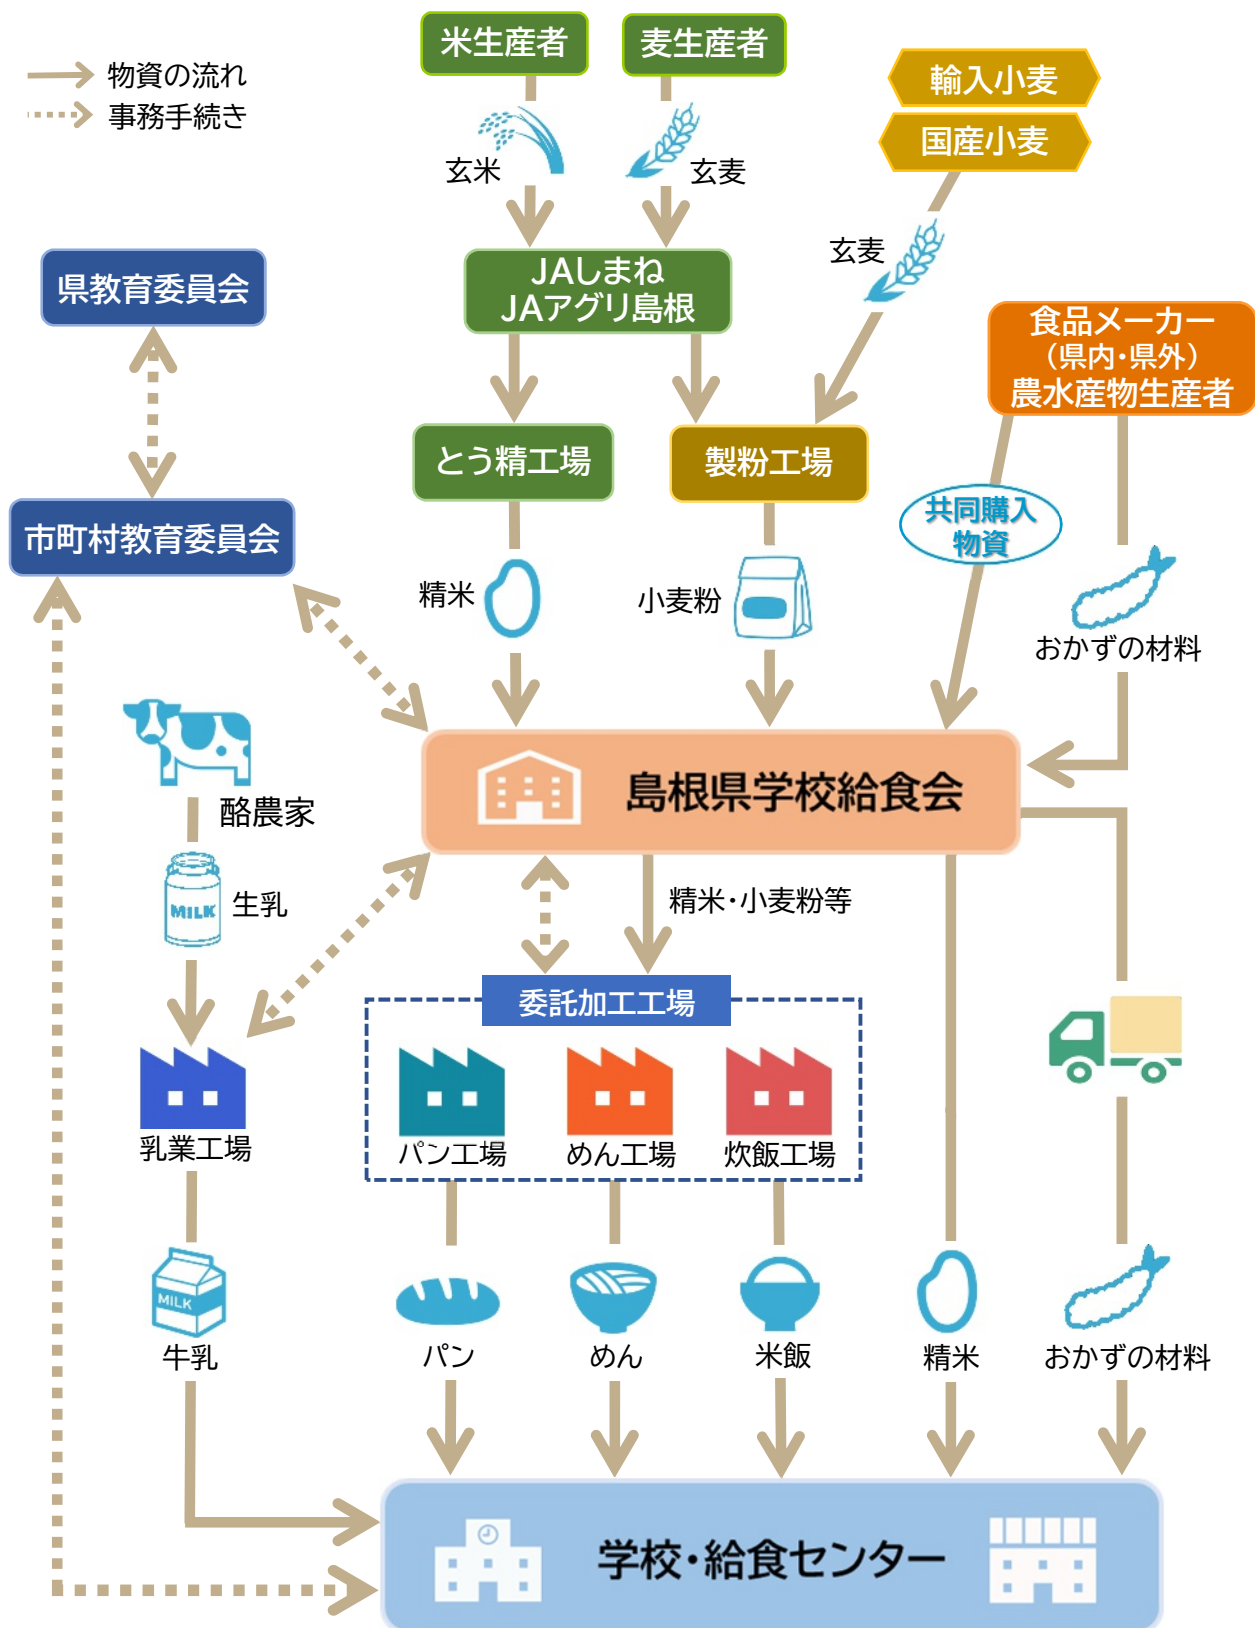 米生産者
麦生産者
物資の流れ
事務手続き
輸入小麦
国産小麦
玄米
玄麦
玄麦
県教育委員会
JAしまね
JAアグリ島根
食品メーカー
（県内・県外）
農水産物生産者
とう精工場
製粉工場
市町村教育委員会
共同購入
物資
精米
小麦粉
おかずの材料
島根県学校給食会
酪農家
MILK
生乳
精米・小麦粉等
委託加工工場
乳業工場
パン工場
めん工場
炊飯工場
MILK
牛乳
パン
めん
米飯
精米
おかずの材料
学校・給食センター